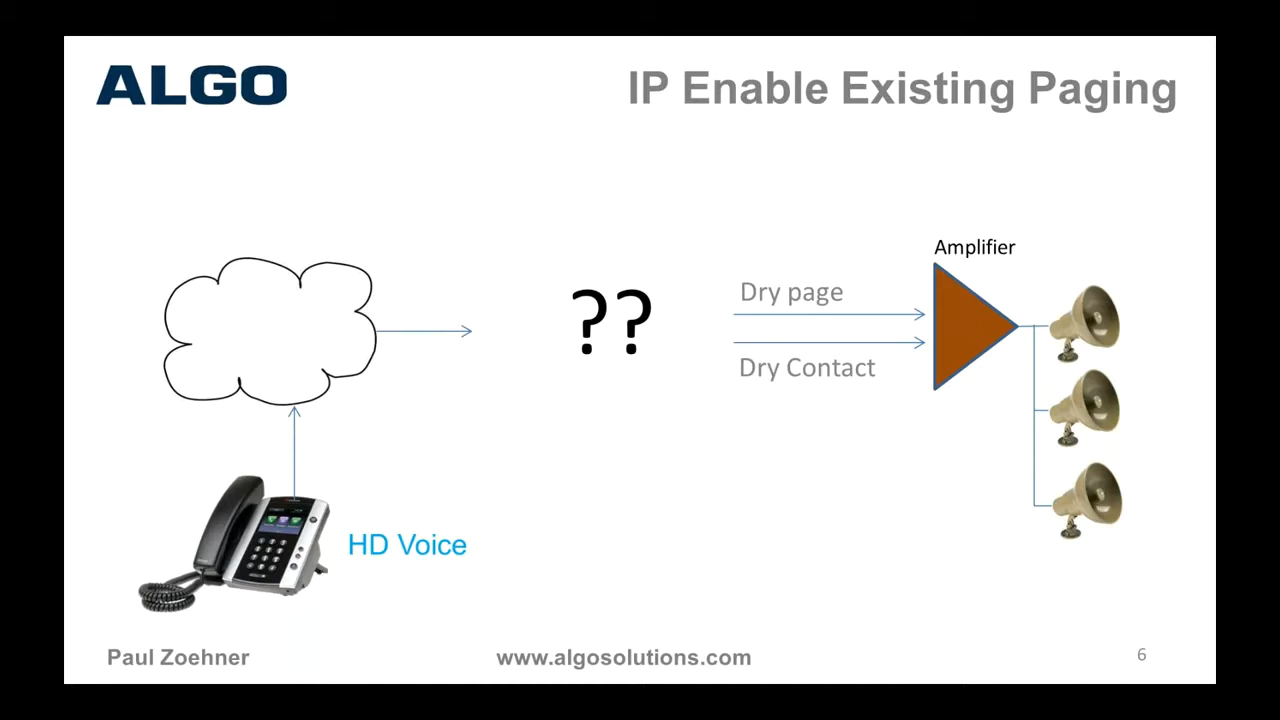 ALGO
IP Enable Existing Paging
Amplifier
Dry page
??
Dry Contact
HD Voice
Paul Zoehner
www.algosolutions.com
6